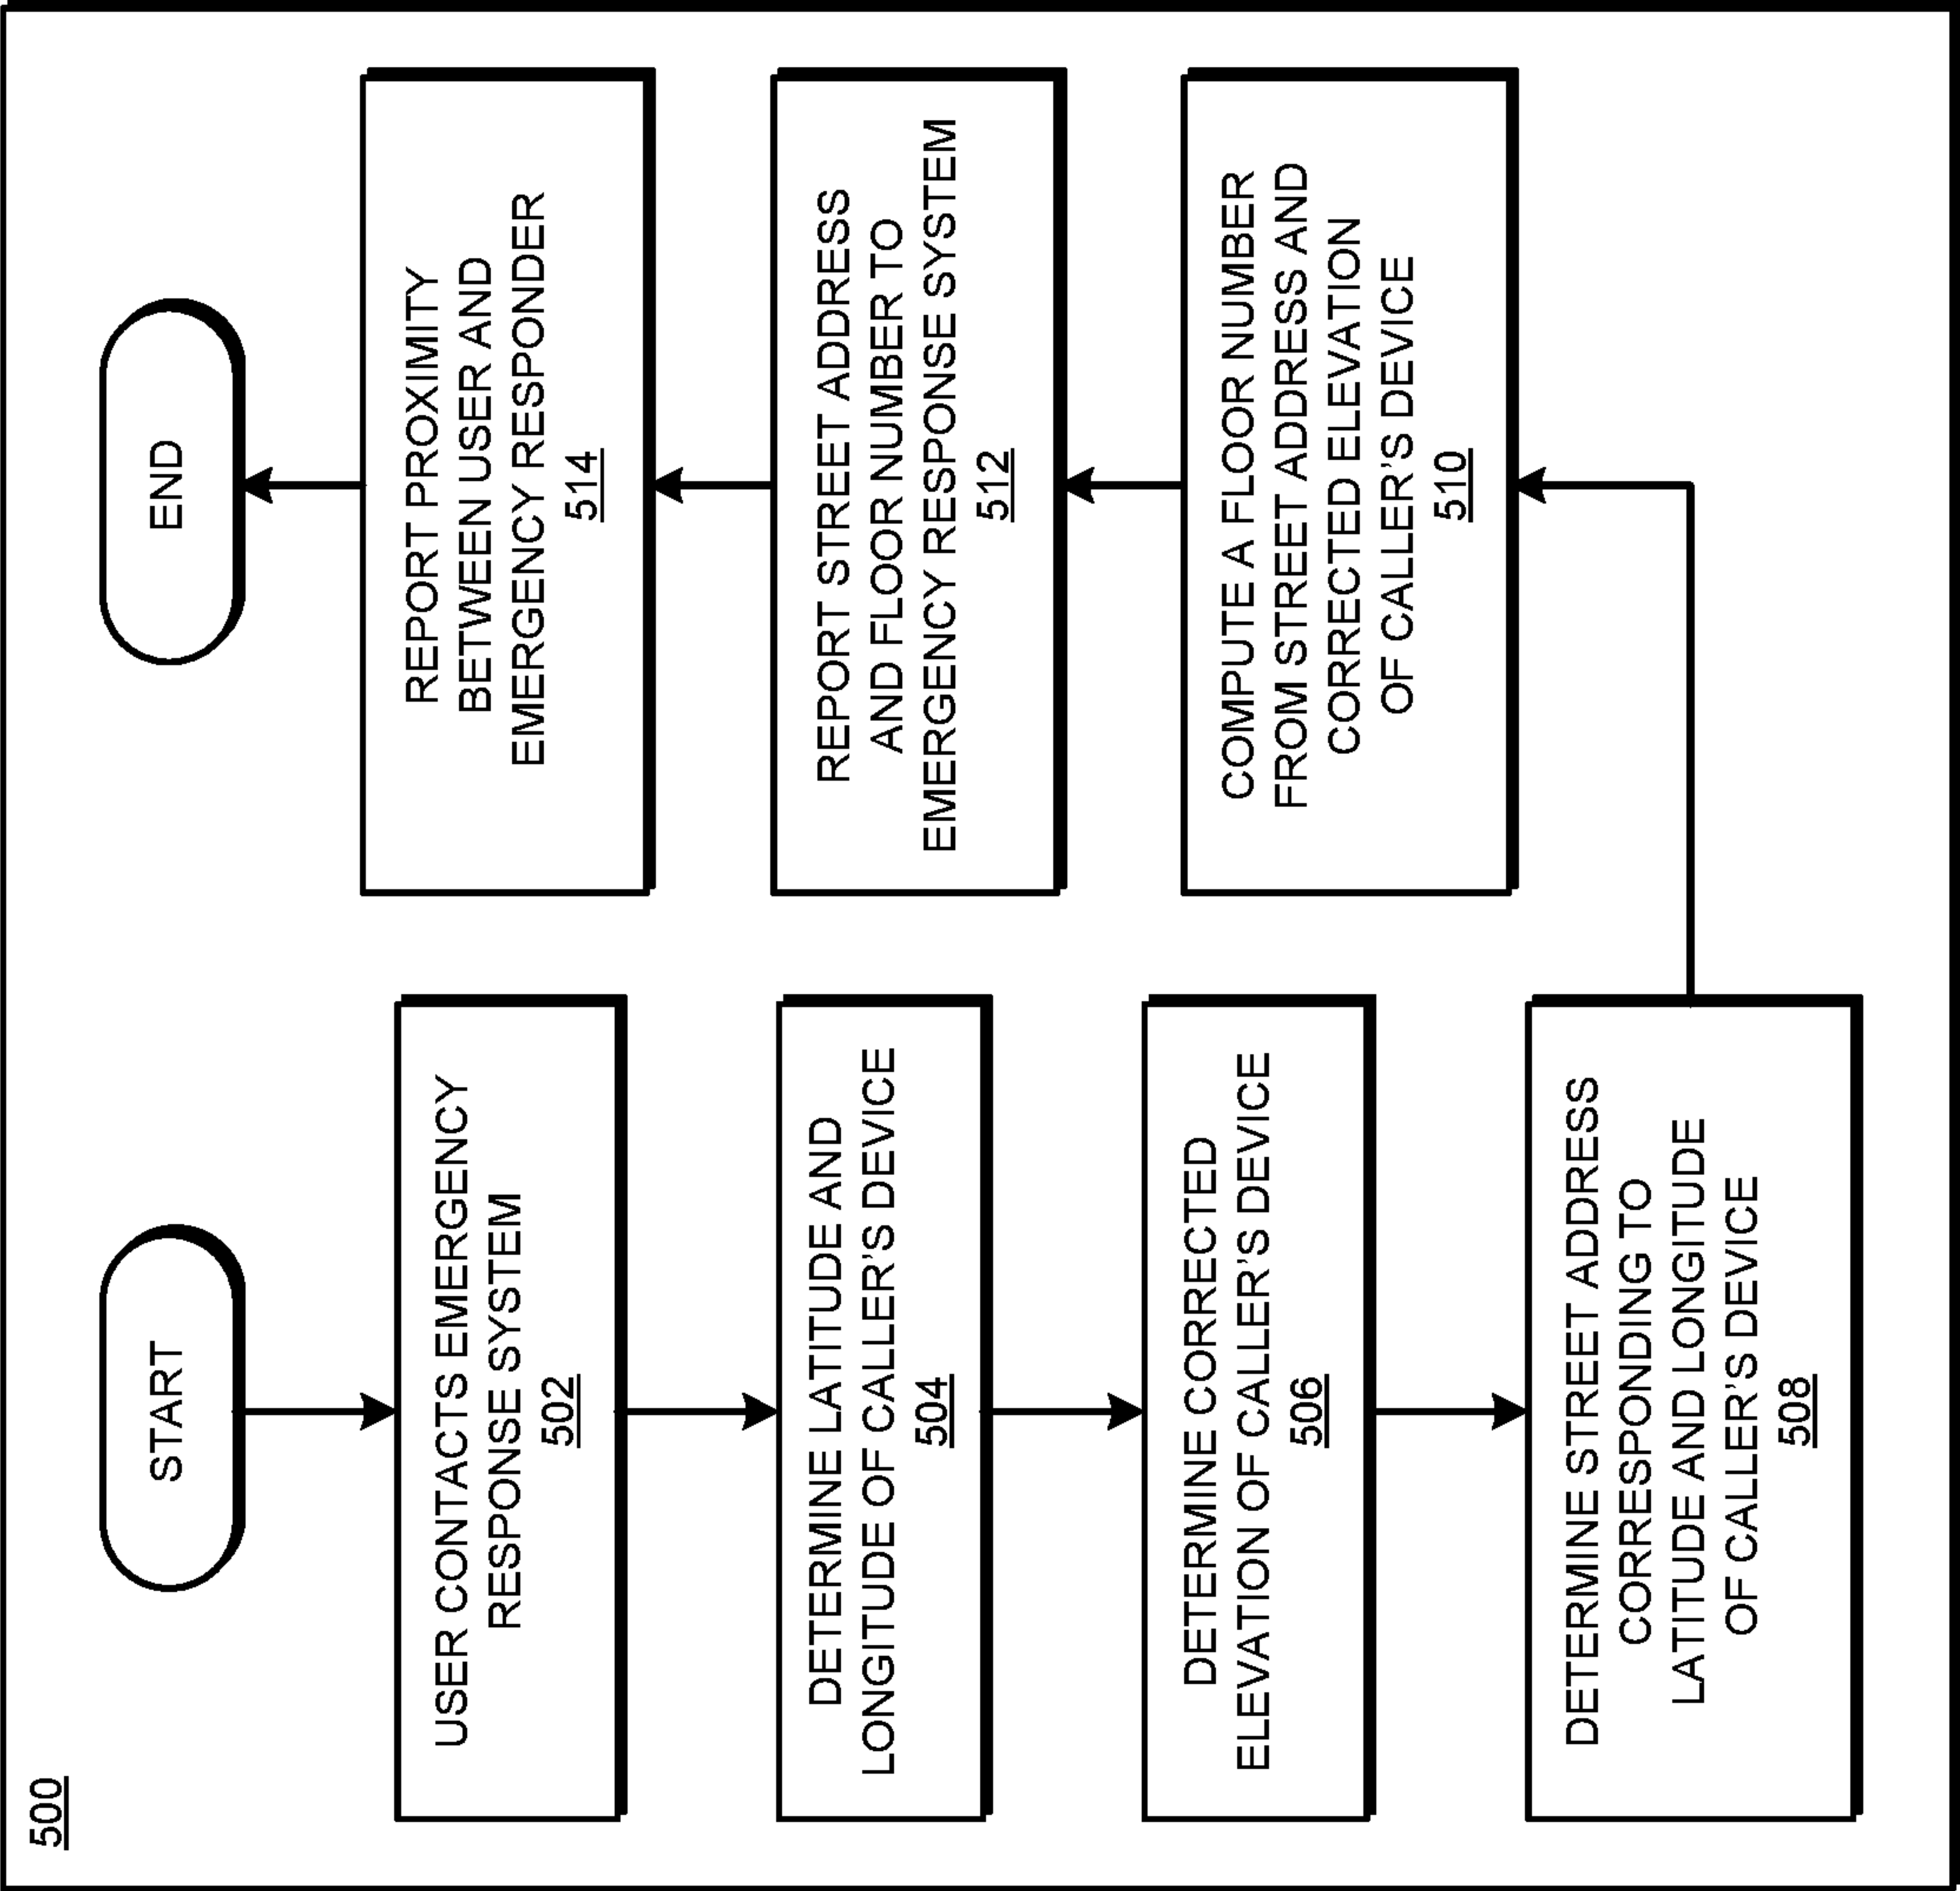 500
START
USER CONTACTS EMERGENCY
RESPONSE SYSTEM
502
DETERMINE LATITUDE AND
LONGITUDE OF CALLER'S DEVICE
504
DETERMINE CORRECTED
ELEVATION OF CALLER'S DEVICE
506
DETERMINE STREET ADDRESS
CORRESPONDING TO
LATITUDE AND LONGITUDE
OF CALLER'S DEVICE
508
COMPUTE A FLOOR NUMBER
FROM STREET ADDRESS AND
CORRECTED ELEVATION
OF CALLER'S DEVICE
510
REPORT STREET ADDRESS
AND FLOOR NUMBER TO
EMERGENCY RESPONSE SYSTEM
512
REPORT PROXIMITY
BETWEEN USER AND
EMERGENCY RESPONDER
514
END